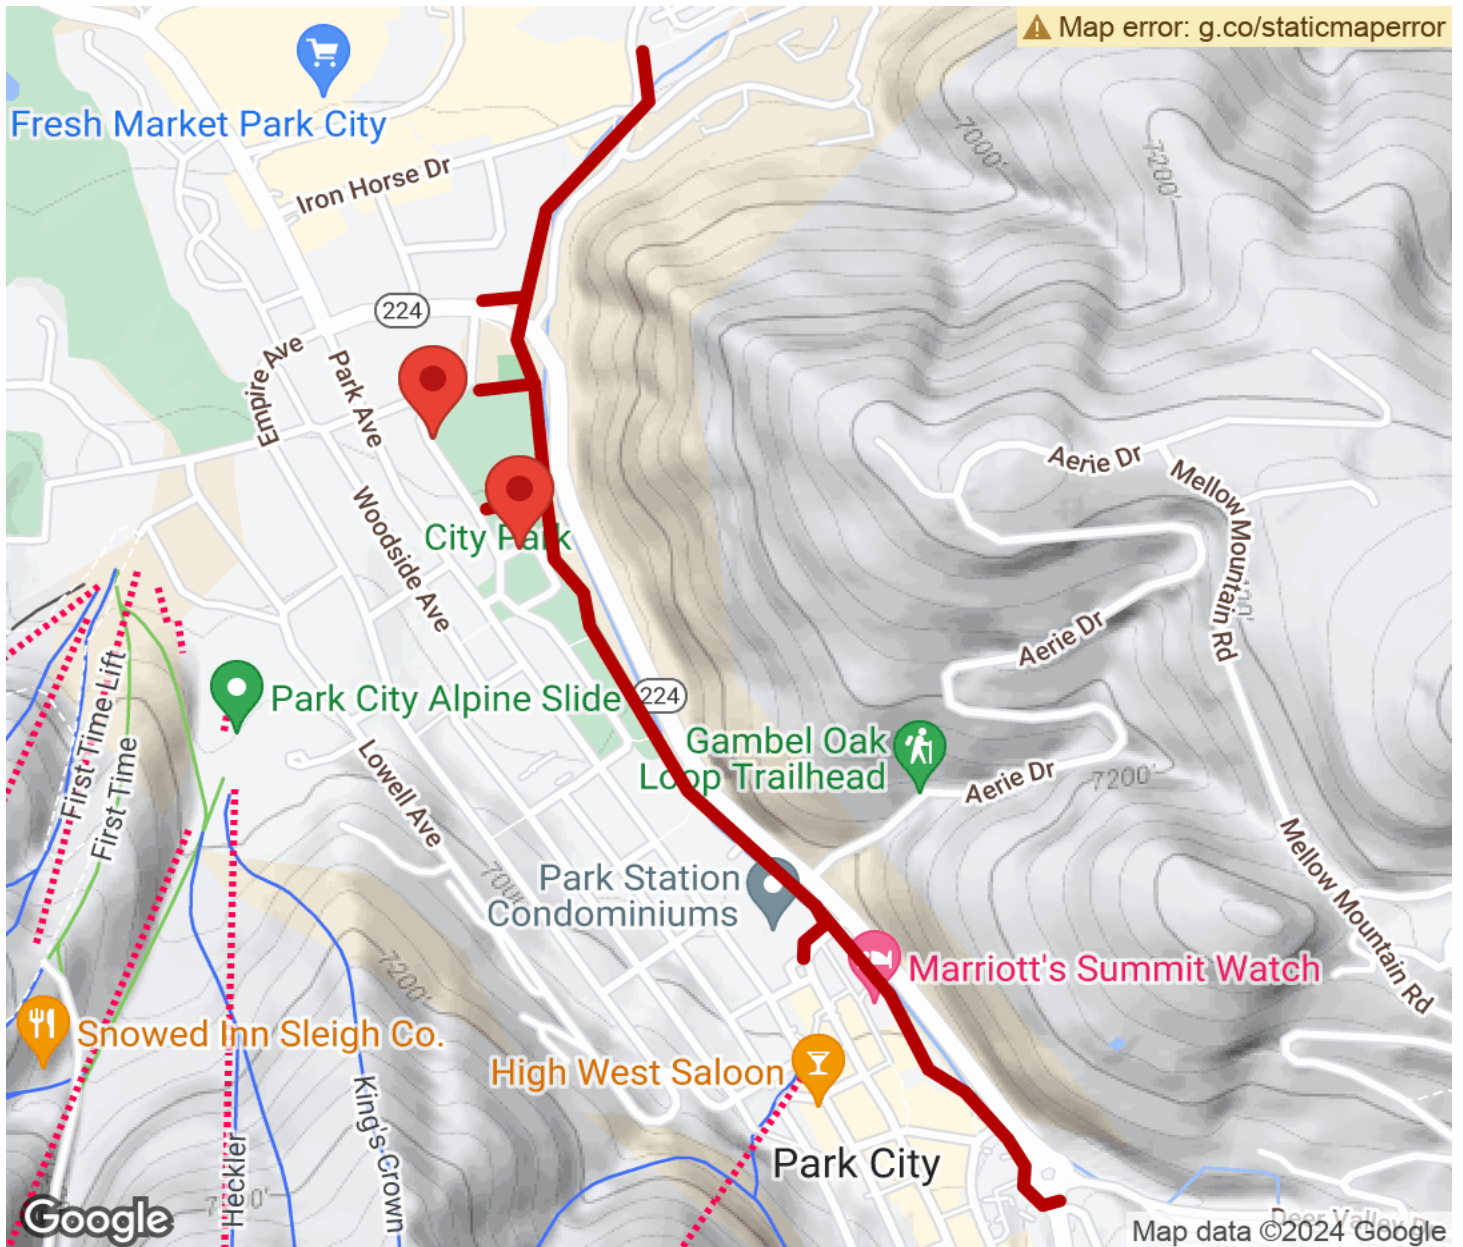 Map error: g.co/staticmaperror
Fresh Market Park City
Iron Horse Dr
7000'
7200'
224
Empire Ave
Park Ave
Aerie Dr
Mellow Mountain Rd
Woodside Ave
City Park
Aerie Dr
First Time Lift
First Time
Park City Alpine Slide
224
Gambel Oak
Loop Trailhead
Aerie Dr
7200'
Lowell Ave
Mellow Mountain Rd
Park Station
Condominiums
7200'
Marriott's Summit Watch
Snowed Inn Sleigh Co.
High West Saloon
King's Crown
Heckler
Park City
Google
Deer Valley Dr
Map data ©2024 Google